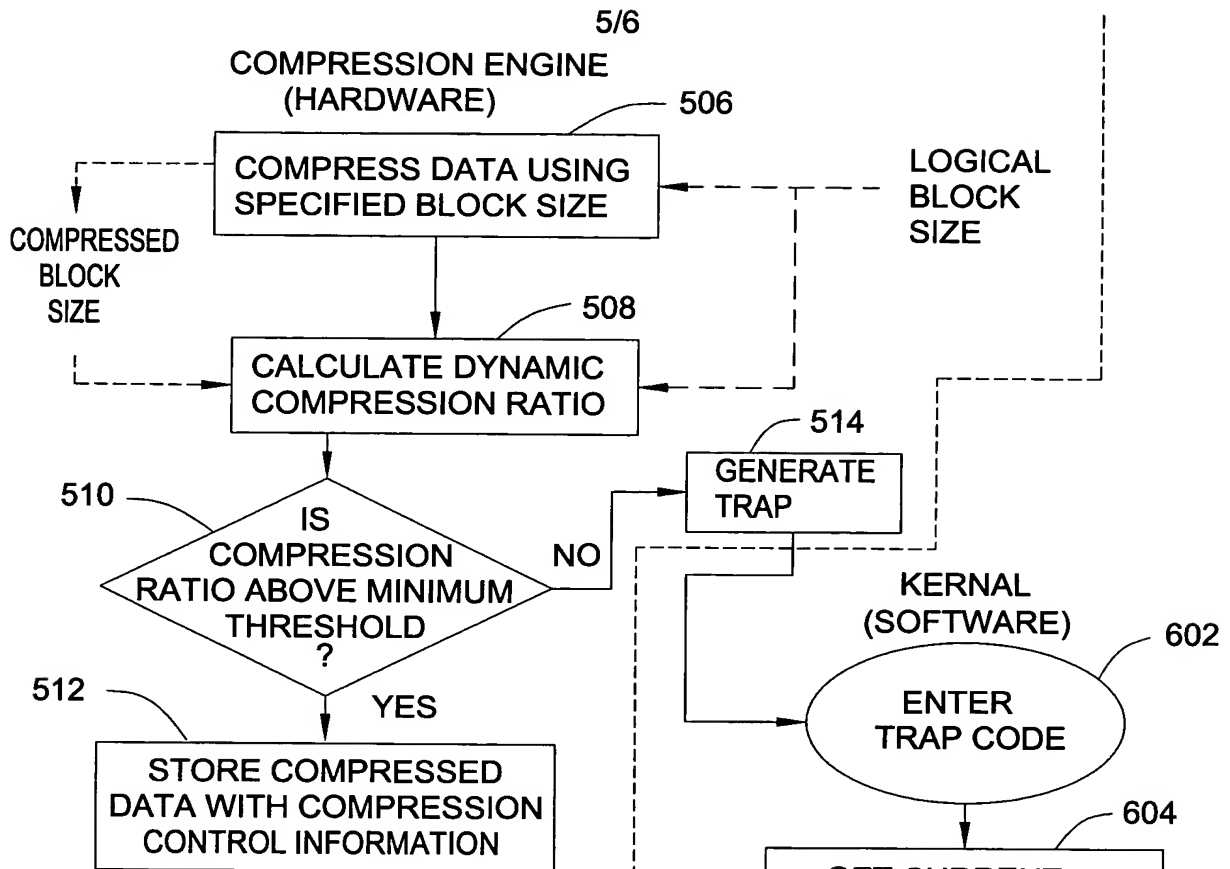 5/6
COMPRESSION ENGINE
(HARDWARE)
506
COMPRESS DATA USING
SPECIFIED BLOCK SIZE
LOGICAL
BLOCK
SIZE
COMPRESSED
BLOCK
SIZE
508
CALCULATE DYNAMIC
COMPRESSION RATIO
514
GENERATE
TRAP
510
IS
COMPRESSION
RATIO ABOVE MINIMUM
THRESHOLD
?
NO
YES
KERNAL
(SOFTWARE)
602
ENTER
TRAP CODE
512
STORE COMPRESSED
DATA WITH COMPRESSION
CONTROL INFORMATION
604
GET CURRENT